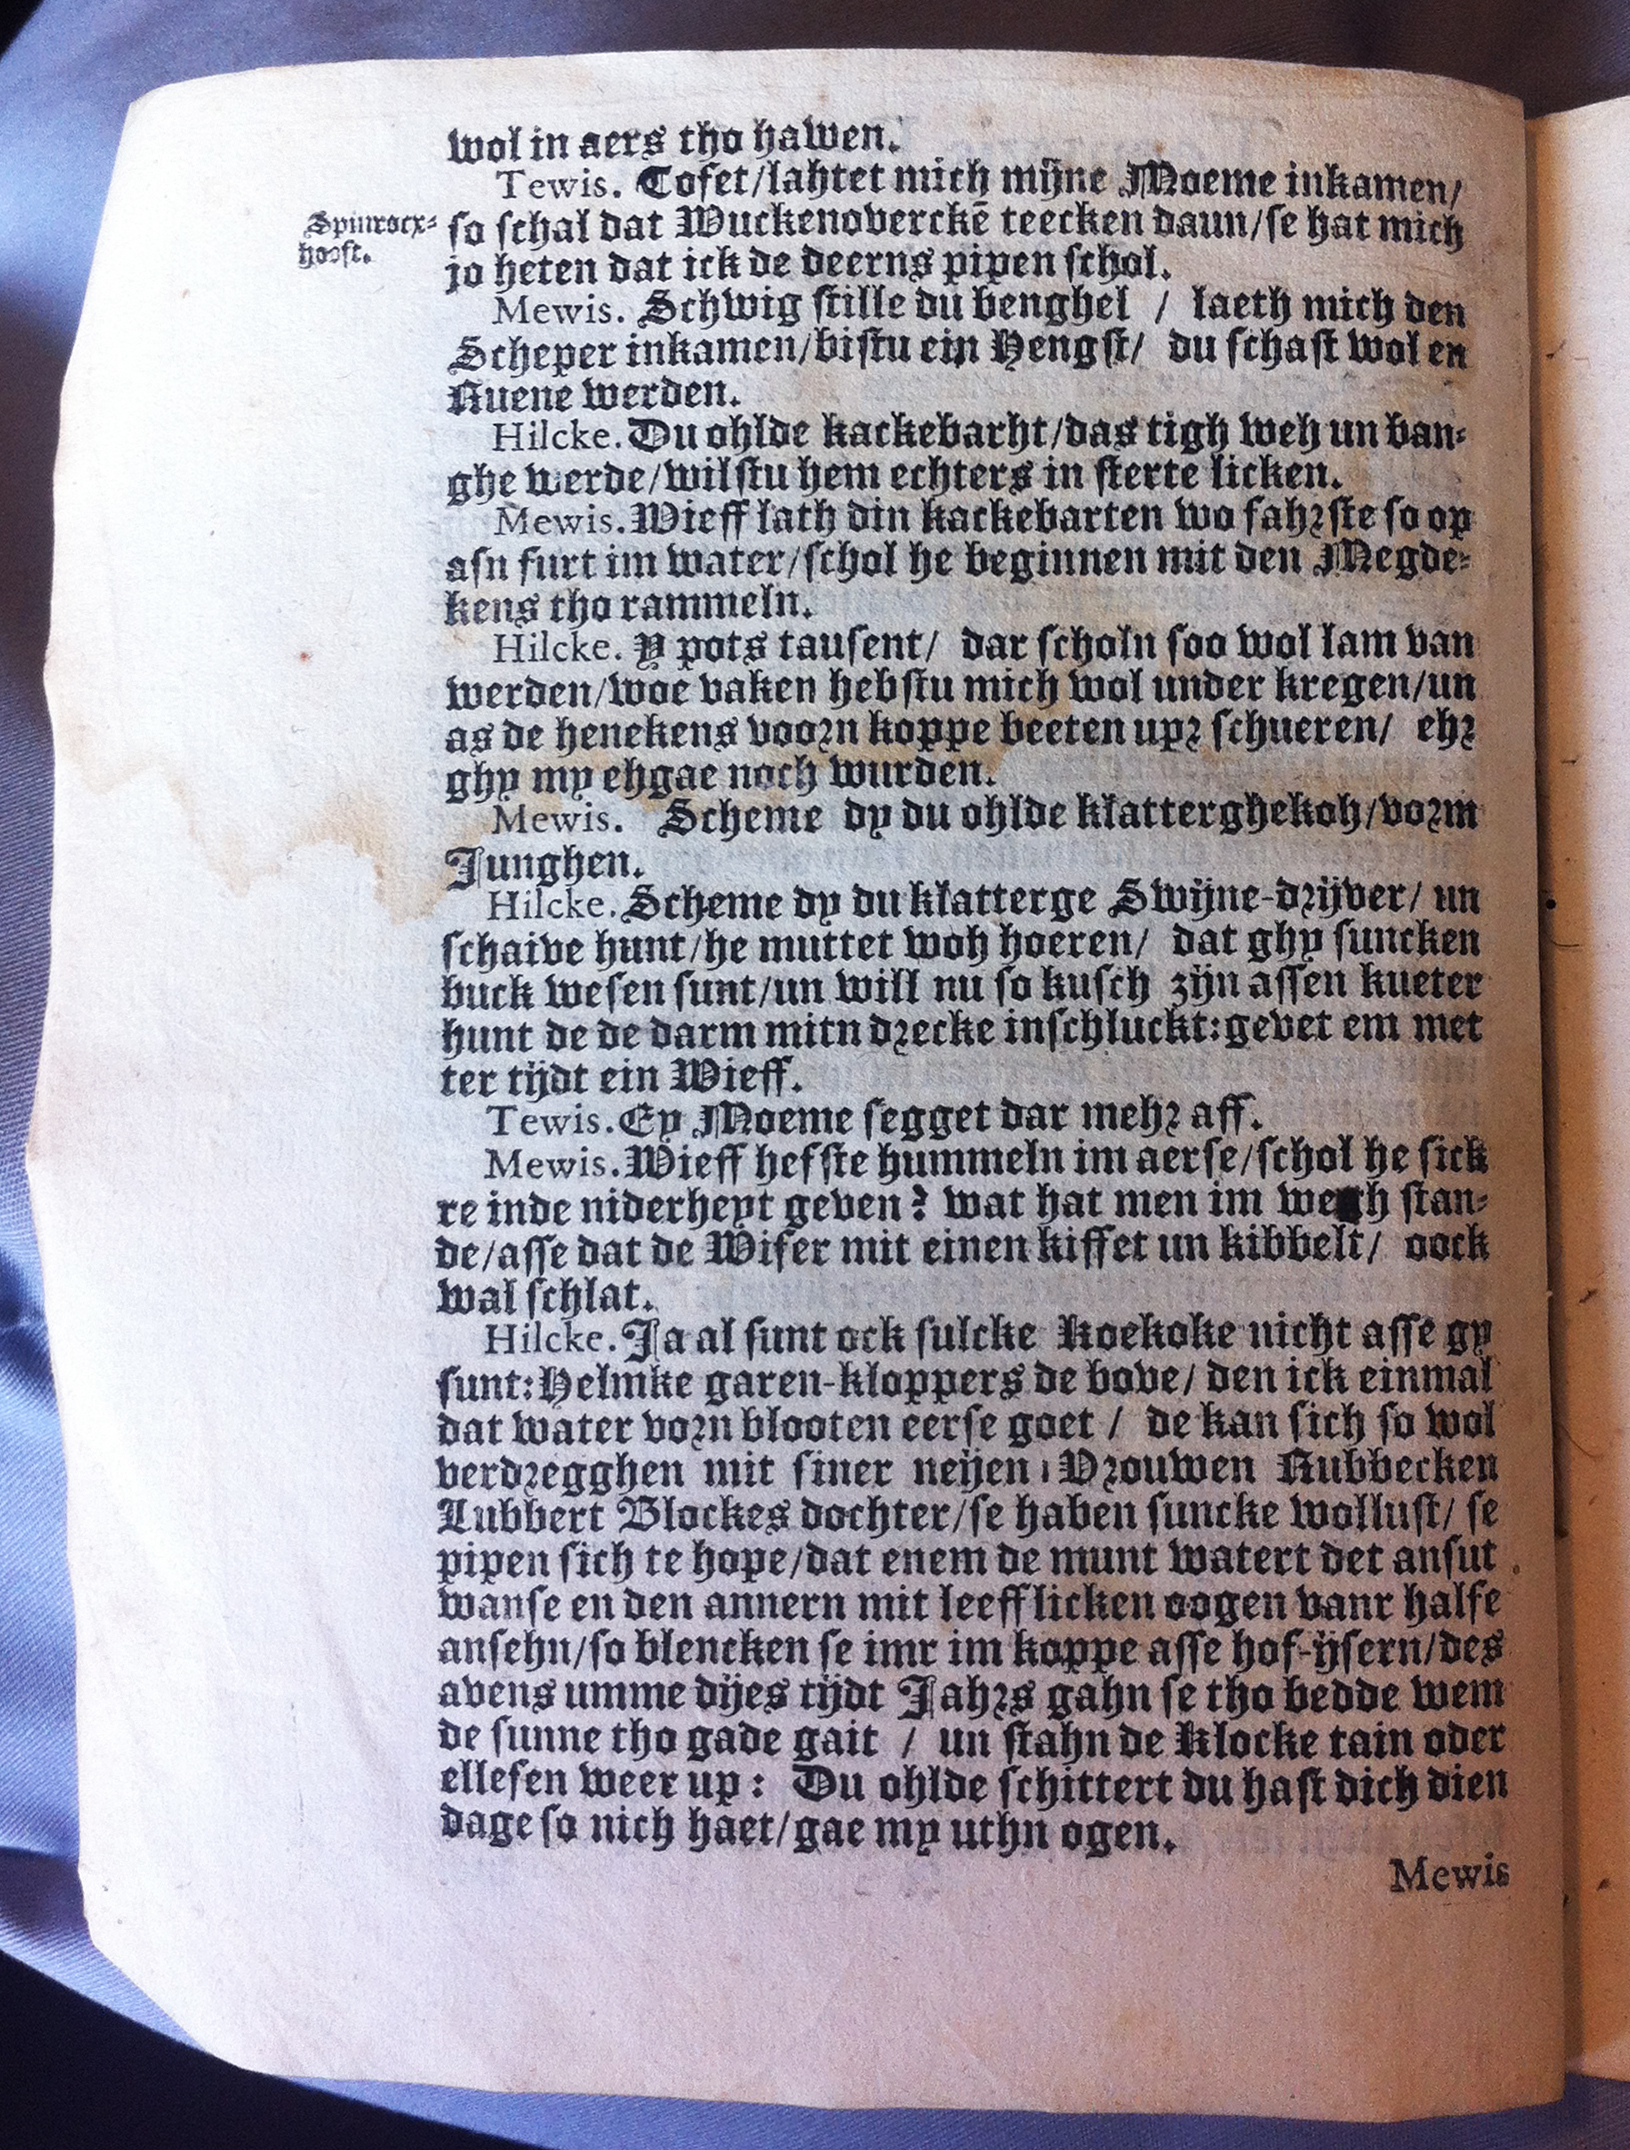 wol in aers tho hawen.
Tewis. Tofet/lahtet mich mijne Moeme inkamen/
Spinrocx-
hooft.
so schal dat Wuckenoverckē teecken daun/se hat mich
jo heten dat ick de deerns pipen schol.
Mewis. Schwig stille du benghel / laeth mich den
Scheper inkamen/bistu ein Hengst/ du schast wol en
Ruene werden.
Hilcke. Du ohlde kackebarht/das tigh weh un ban-
ghe werde/wilstu hem echters in sterte licken.
Mewis. Wieff lath din kackebarten wo fahrste so op
asn furt im water/schol he beginnen mit den Megde-
kens tho rammeln.
Hilcke. Y pots tausent/ dar scholn soo wol lam van
werden/woe vaken hebstu mich wol under kregen/un
as de henekens voorn koppe beeten upr schueren/ ehr
ghy my ehgae noch wurden.
Mewis. Scheme dy du ohlde klatterghekoh/vorm
Junghen.
Hilcke. Scheme dy du klatterge Swijne-drijver/ un
schaive hunt/he muttet woh hoeren/ dat ghy suncken
buck wesen sunt/un will nu so kusch zijn assen kueter
hunt de de darm mitn drecke inschluckt: gevet em met
ter tijdt ein Wieff.
Tewis. Ey Moeme segget dar mehr aff.
Mewis. Wieff hefste hummeln im aerse/schol he sick
re inde niderheyt geven? wat hat men im stan-
de/asse dat de Wifer mit einen kiffet un kibbelt/ oock
wal schlat.
Hilcke. Ja al sunt ock sulcke Koekoke nicht asse gy
sunt: Helmke garen-kloppers de bove/ den ick einmal
dat water vorn blooten eerse goet / de kan sich so wol
verdregghen mit siner neijen Vrouwen Rubbecken
Lubbert Blockes dochter/se haben suncke wollust/ se
pipen sich te hope/dat enem de munt watert det ansut
wanse en den annern mit leefflicken oogen vanr halfe
ansehn/so blencken se imr im koppe asse hof-ijsern/des
avens umme dijes tijdt Jahrs gahn se tho bedde wem
de sunne tho gade gait / un stahn de Klocke tain oder
ellefen weer up: Du ohlde schittert du hast dich dien
dage so nich haet/gae my uthn ogen.
Mewis